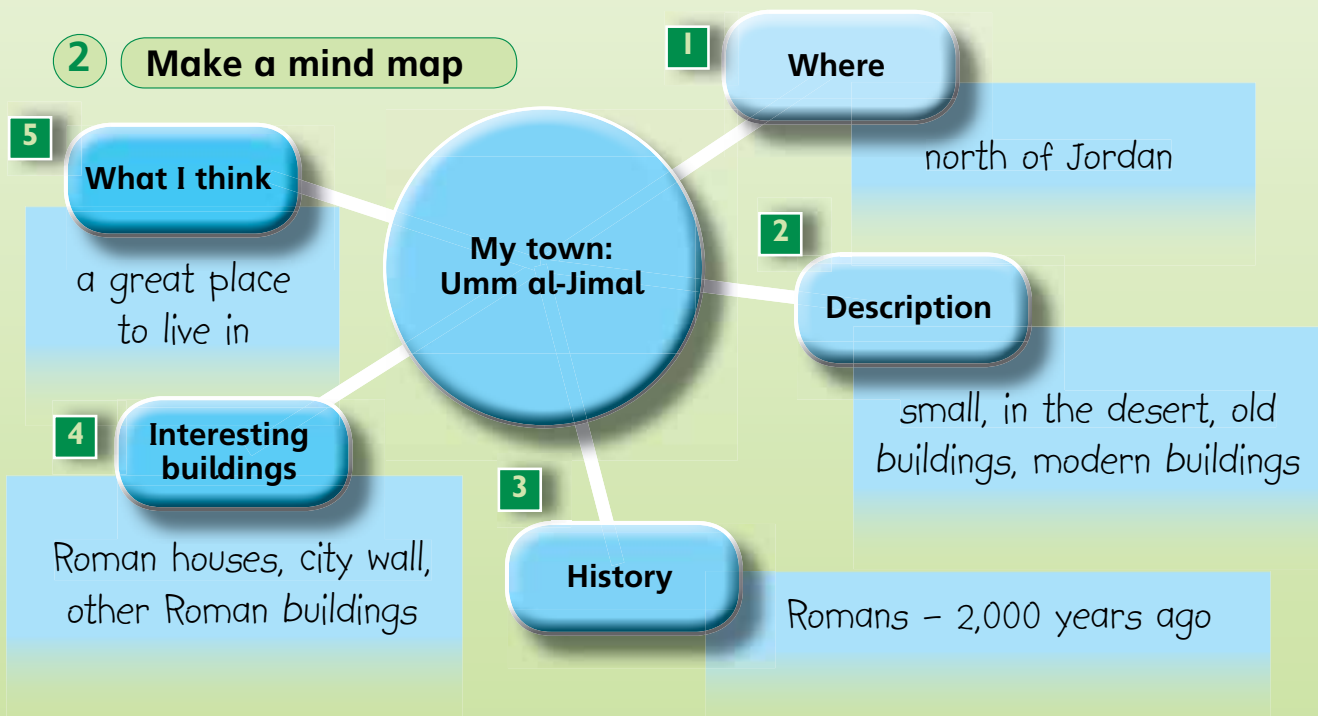 2 Make a mind map
My town:
Umm al-Jimal
1
Where
north of Jordan
2
Description
small, in the desert, old
buildings, modern buildings
3
History
Romans – 2,000 years ago
4
Interesting
buildings
Roman houses, city wall,
other Roman buildings
5
What I think
a great place
to live in